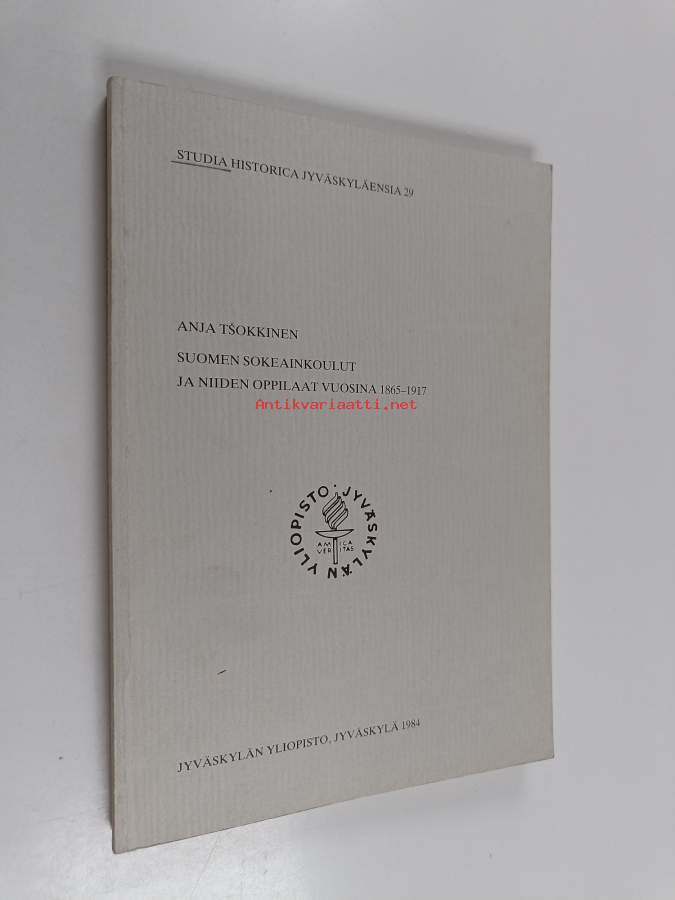 STUDIA HISTORICA JYVÄSKYLÄENSIA 29
ANJA TŠOKKINEN
SUOMEN SOKEAINKOULUT
JA NIIDEN OPPILAAT VUOSINA 1865–1917
Antikvariaatti.net
JYVÄSKYLÄN YLIOPISTO
AMICA
VERITAS
JYVÄSKYLÄN YLIOPISTO, JYVÄSKYLÄ 1984